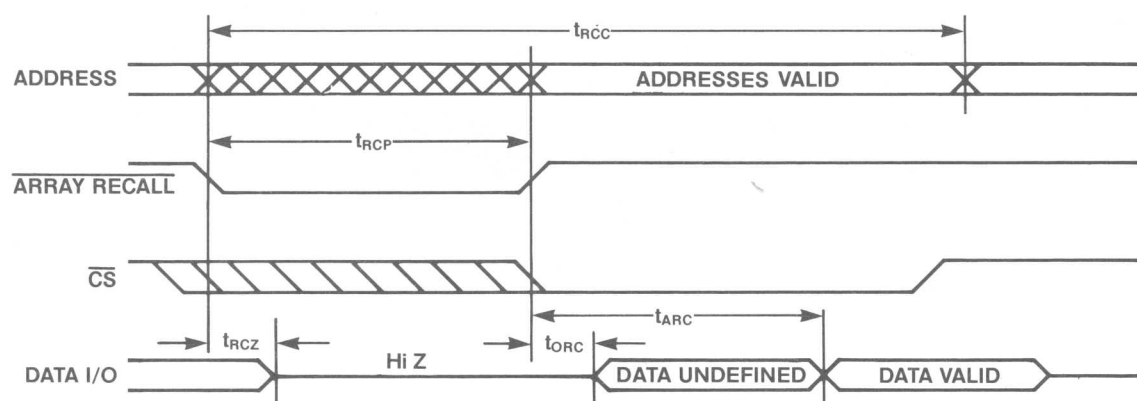 tRCC
ADDRESS
ADDRESSES VALID
tRCP
ARRAY RECALL
CS
tARC
tRCZ
tORC
DATA I/O
Hi Z
DATA UNDEFINED
DATA VALID